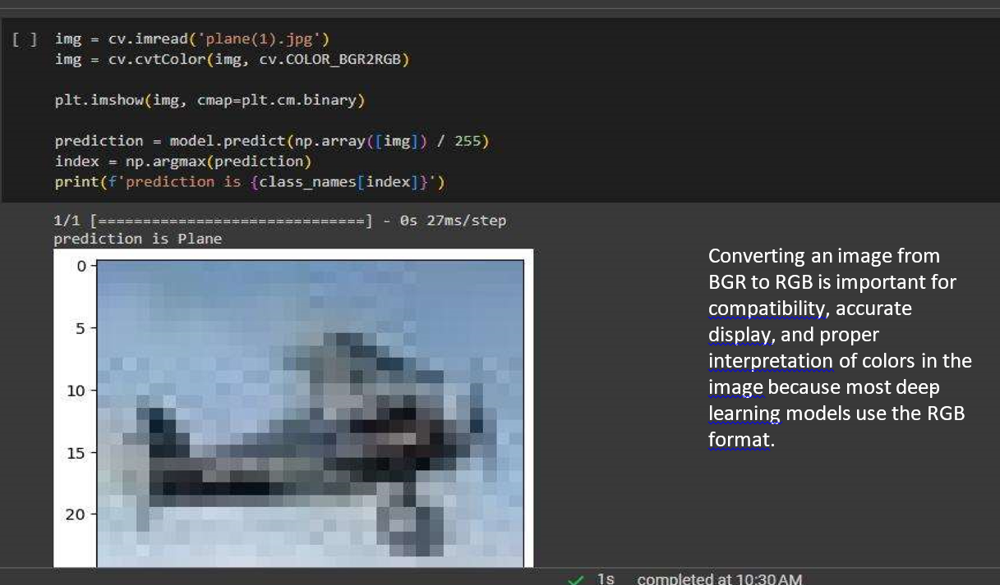 [ ] img = cv.imread('plane(1).jpg')
img = cv.cvtColor(img, cv.COLOR_BGR2RGB)
plt.imshow(img, cmap=plt.cm.binary)
prediction = model.predict(np.array([img]) / 255)
index = np.argmax(prediction)
print(f'prediction is {class_names[index]}')
1/1 [==============================] - 0s 27ms/step
prediction is Plane
0
5
10
15
20
Converting an image from
BGR to RGB is important for
compatibility, accurate
display, and proper
interpretation of colors in the
image because most deep
learning models use the RGB
format.
1s completed at 10:30 AM